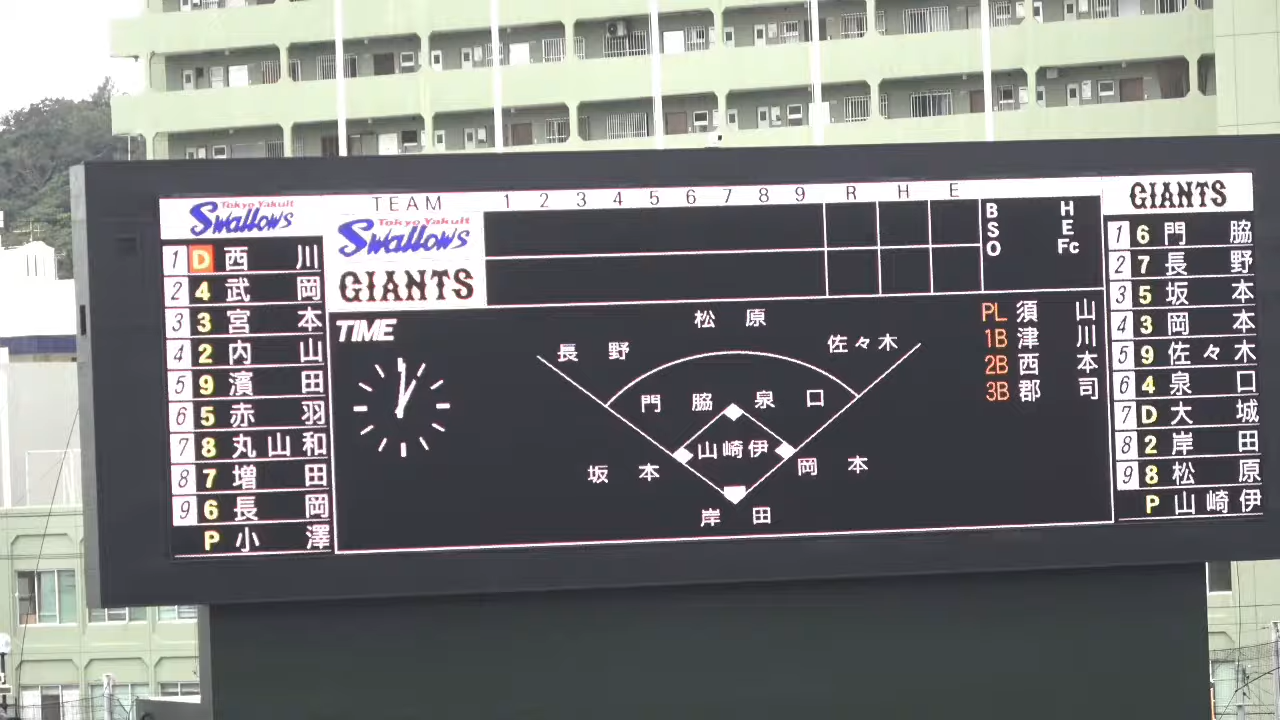 Tokyo Yakult
Swallows
1 D 西川
2 4 武岡
3 3 宮本
4 2 内山
5 9 濱田
6 5 赤羽
7 8 丸山和
8 7 増田
9 6 長岡
P 小澤
TEAM 1 2 3 4 5 6 7 8 9 R H E
Tokyo Yakult
Swallows
GIANTS
B H
S E
O Fc
TIME
松原
長野 佐々木
門脇 泉口
山崎伊
坂本 岡本
岸田
PL 須山
1B 津川
2B 西本
3B 郡司
GIANTS
1 6 門脇
2 7 長野
3 5 坂本
4 3 岡本
5 9 佐々木
6 4 泉口
7 D 大城
8 2 岸田
9 8 松原
P 山崎伊